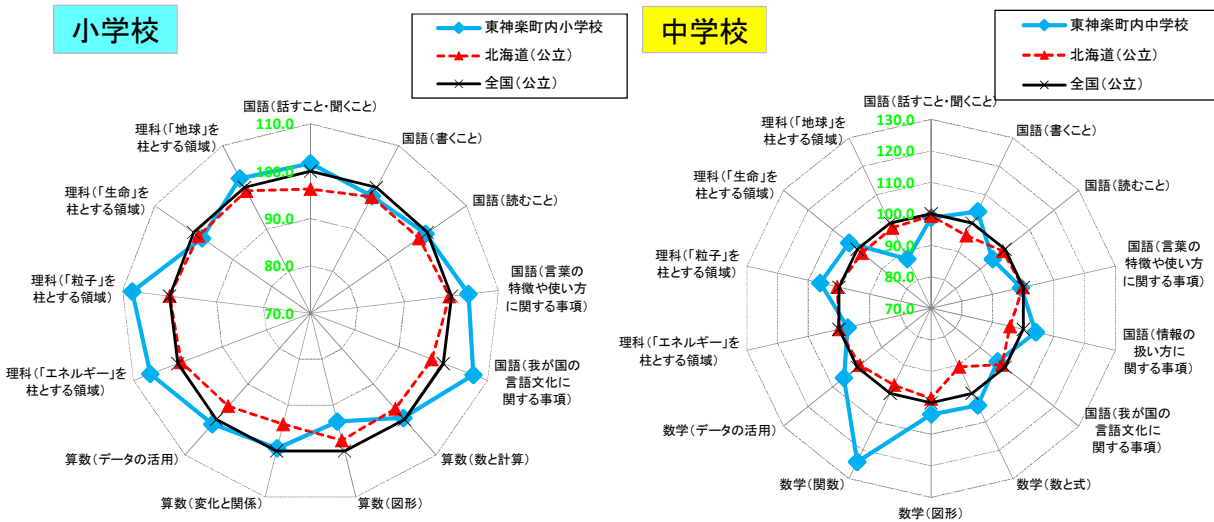 小学校
東神楽町内小学校
北海道(公立)
全国(公立)
国語(話すこと・聞くこと)
国語(書くこと)
国語(読むこと)
国語(言葉の
特徴や使い方
に関する事項)
国語(我が国の
言語文化に
関する事項)
算数(数と計算)
算数(図形)
算数(変化と関係)
算数(データの活用)
理科(「エネルギー」を
柱とする領域)
理科(「粒子」を
柱とする領域)
理科(「生命」を
柱とする領域)
理科(「地球」を
柱とする領域)
110.0
100.0
90.0
80.0
70.0
中学校
東神楽町内中学校
北海道(公立)
全国(公立)
国語(話すこと・聞くこと)
国語(書くこと)
国語(読むこと)
国語(言葉の
特徴や使い方
に関する事項)
国語(情報の
扱い方に
関する事項)
国語(我が国の
言語文化に
関する事項)
数学(数と式)
数学(図形)
数学(関数)
数学(データの活用)
理科(「エネルギー」を
柱とする領域)
理科(「粒子」を
柱とする領域)
理科(「生命」を
柱とする領域)
理科(「地球」を
柱とする領域)
130.0
120.0
110.0
100.0
90.0
80.0
70.0